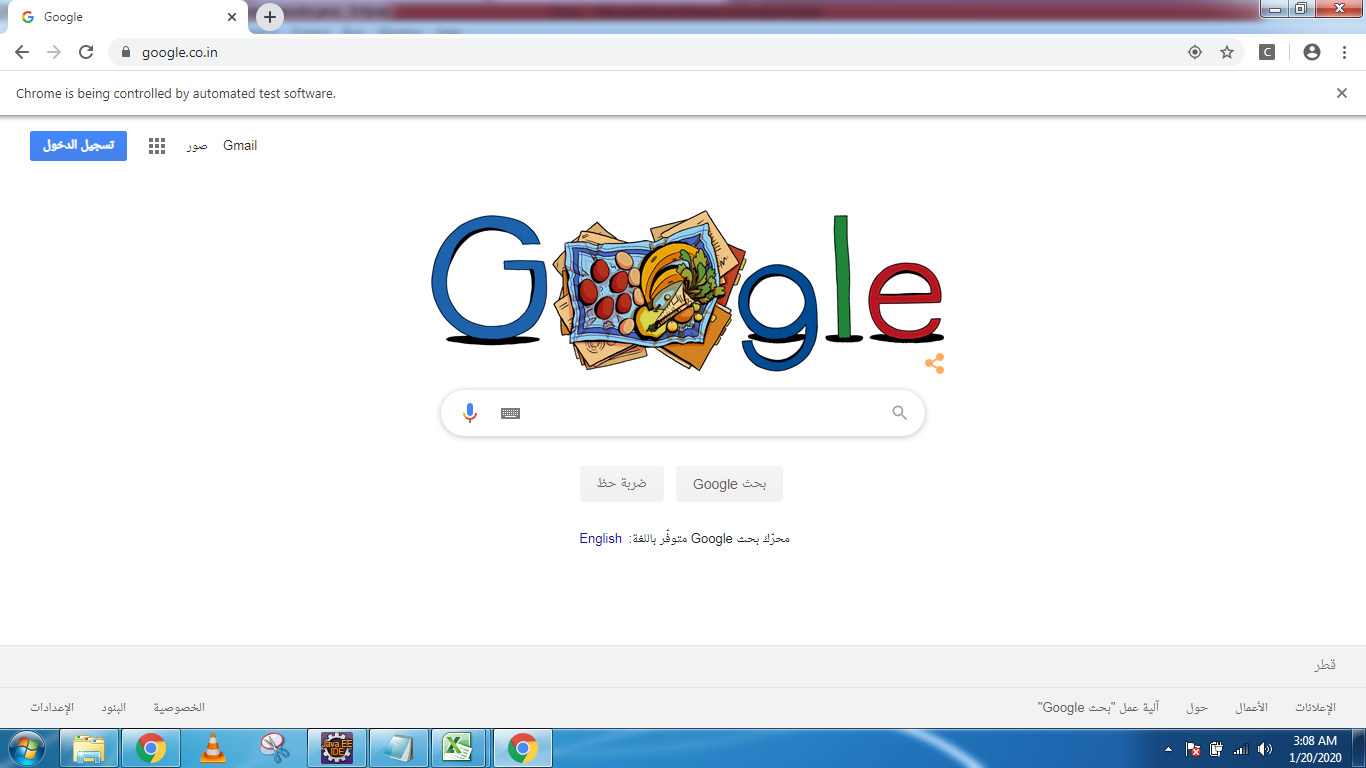 Google
google.co.in
Chrome is being controlled by automated test software.
تسجيل الدخول
صور
Gmail
Google
ضربة حظ
بحث Google
محرّك بحث Google متوفّر باللغة: English
قطر
الإعلانات
الأعمال
حول
آلية عمل "بحث Google"
الخصوصية
البنود
الإعدادات
Java EE
IDE
3:08 AM
1/20/2020